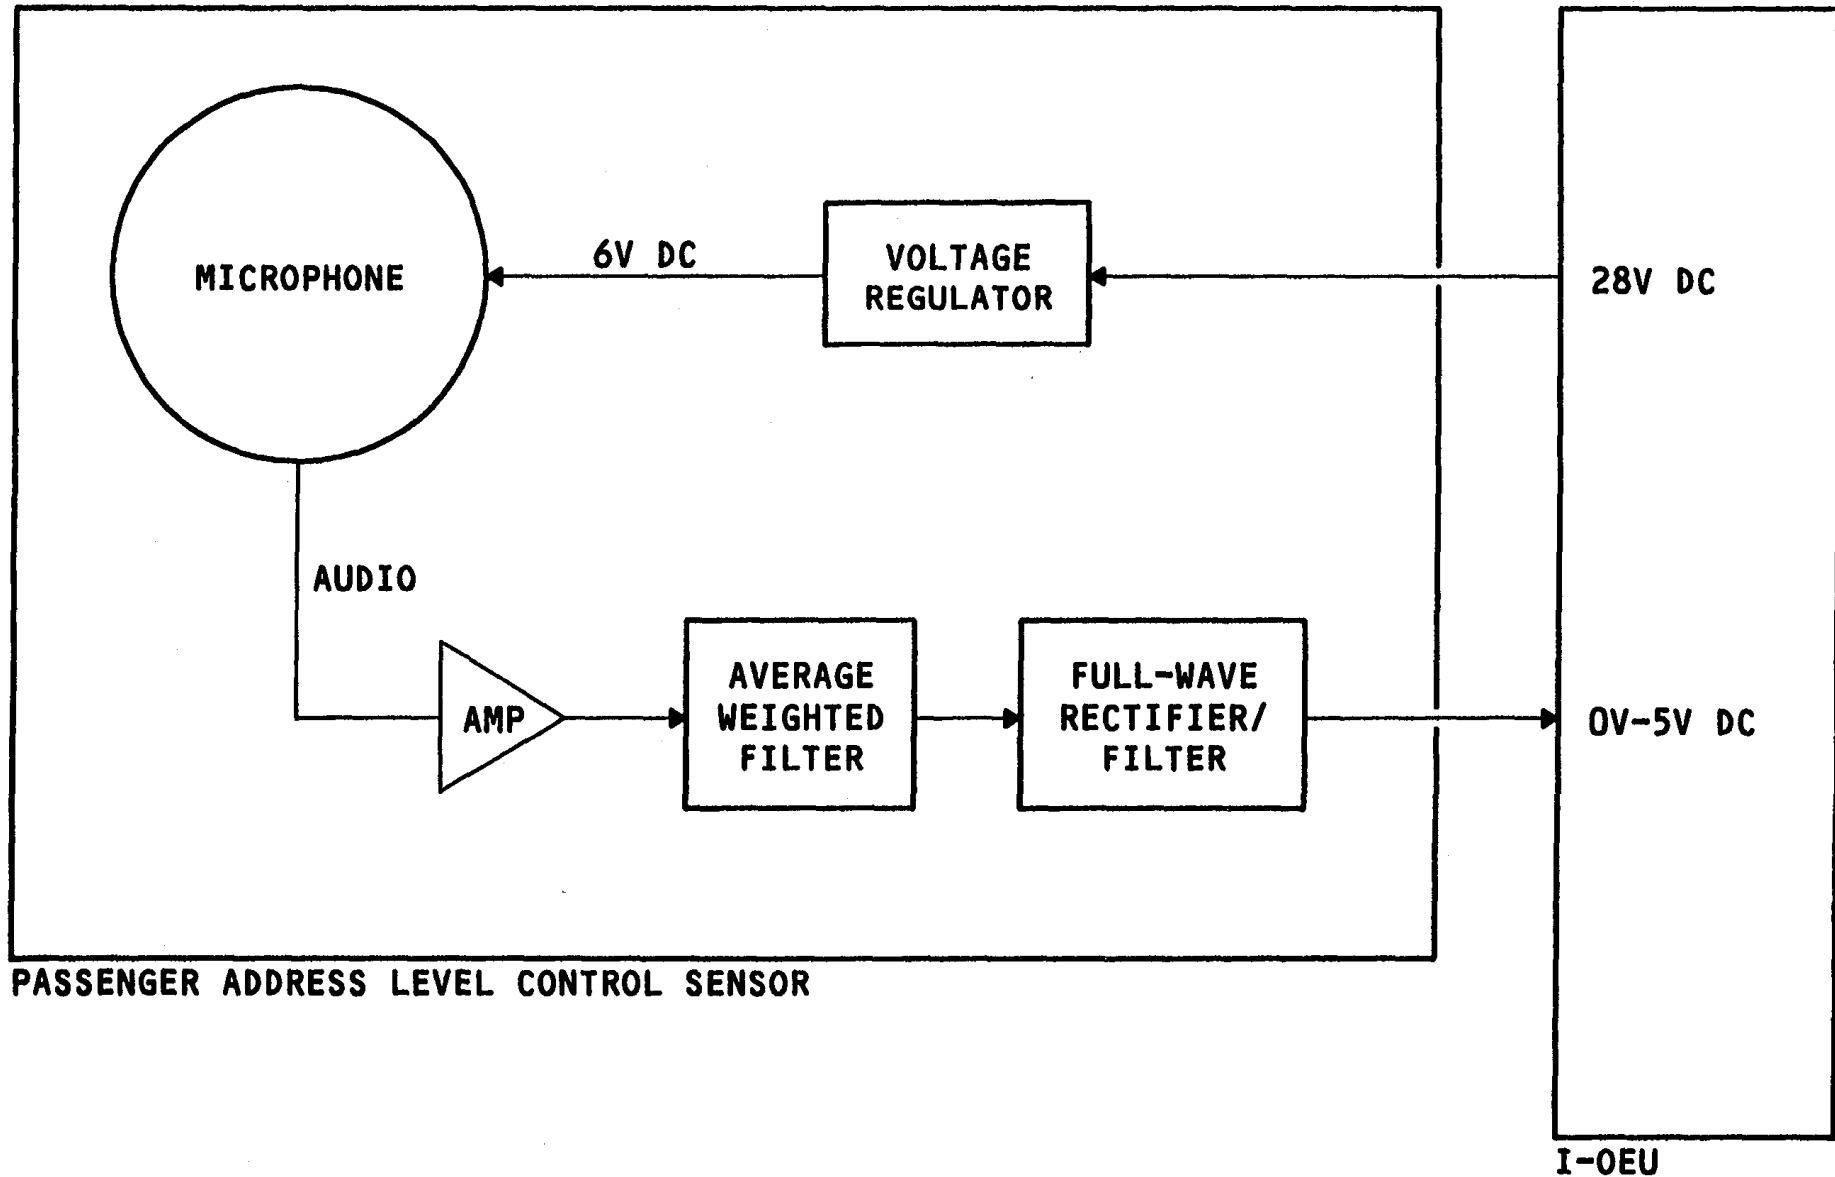 6V DC
MICROPHONE
VOLTAGE
REGULATOR
28V DC
AUDIO
AMP
AVERAGE
WEIGHTED
FILTER
FULL-WAVE
RECTIFIER/
FILTER
0V-5V DC
PASSENGER ADDRESS LEVEL CONTROL SENSOR
I-OEU